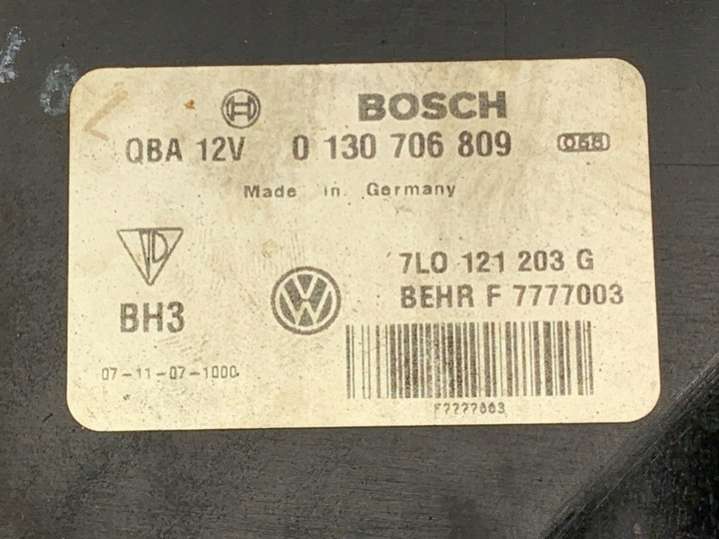 BOSCH
QBA 12V 0 130 706 809 068
Made in Germany
7L0 121 203 G
BEHR F 7777003
BH3
07-11-07-1000
F7777003